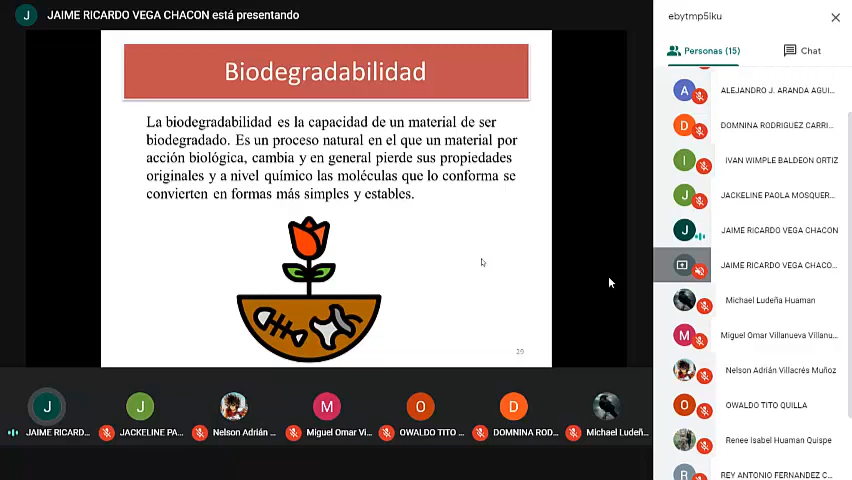 J JAIME RICARDO VEGA CHACON está presentando
ebytmp5iku
Personas (15)
Chat
Biodegradabilidad
La biodegradabilidad es la capacidad de un material de ser
biodegradado. Es un proceso natural en el que un material por
acción biológica, cambia y en general pierde sus propiedades
originales y a nivel químico las moléculas que lo conforma se
convierten en formas más simples y estables.
29
A ALEJANDRO J. ARANDA AGUI...
D DOMNINA RODRIGUEZ CARRI...
I IVAN WIMPLE BALDEON ORTIZ
J JACKELINE PAOLA MOSQUER...
J JAIME RICARDO VEGA CHACON
JAIME RICARDO VEGA CHACO...
Michael Ludeña Huaman
M Miguel Omar Villanueva Villanu...
Nelson Adrián Villacrés Muñoz
O OWALDO TITO QUILLA
Renee Isabel Huaman Quispe
R REY ANTONIO FERNANDEZ C...
J JAIME RICARD...
J JACKELINE PA...
Nelson Adrián ...
M Miguel Omar Vi...
O OWALDO TITO ...
D DOMNINA ROD...
Michael Ludeñ...